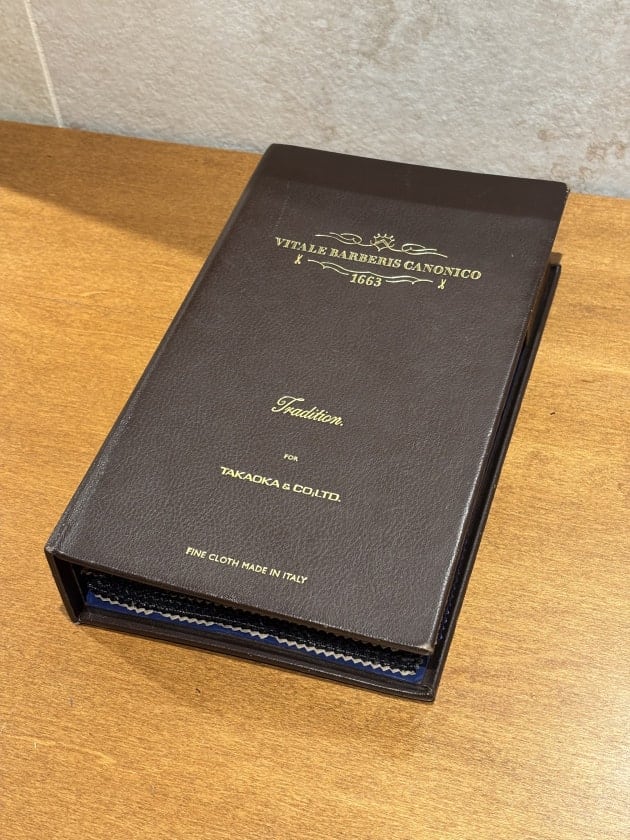 VITALE BARBERIS CANONICO
1663
Tradition.
FOR
TAKAOKA & CO,LTD.
FINE CLOTH MADE IN ITALY